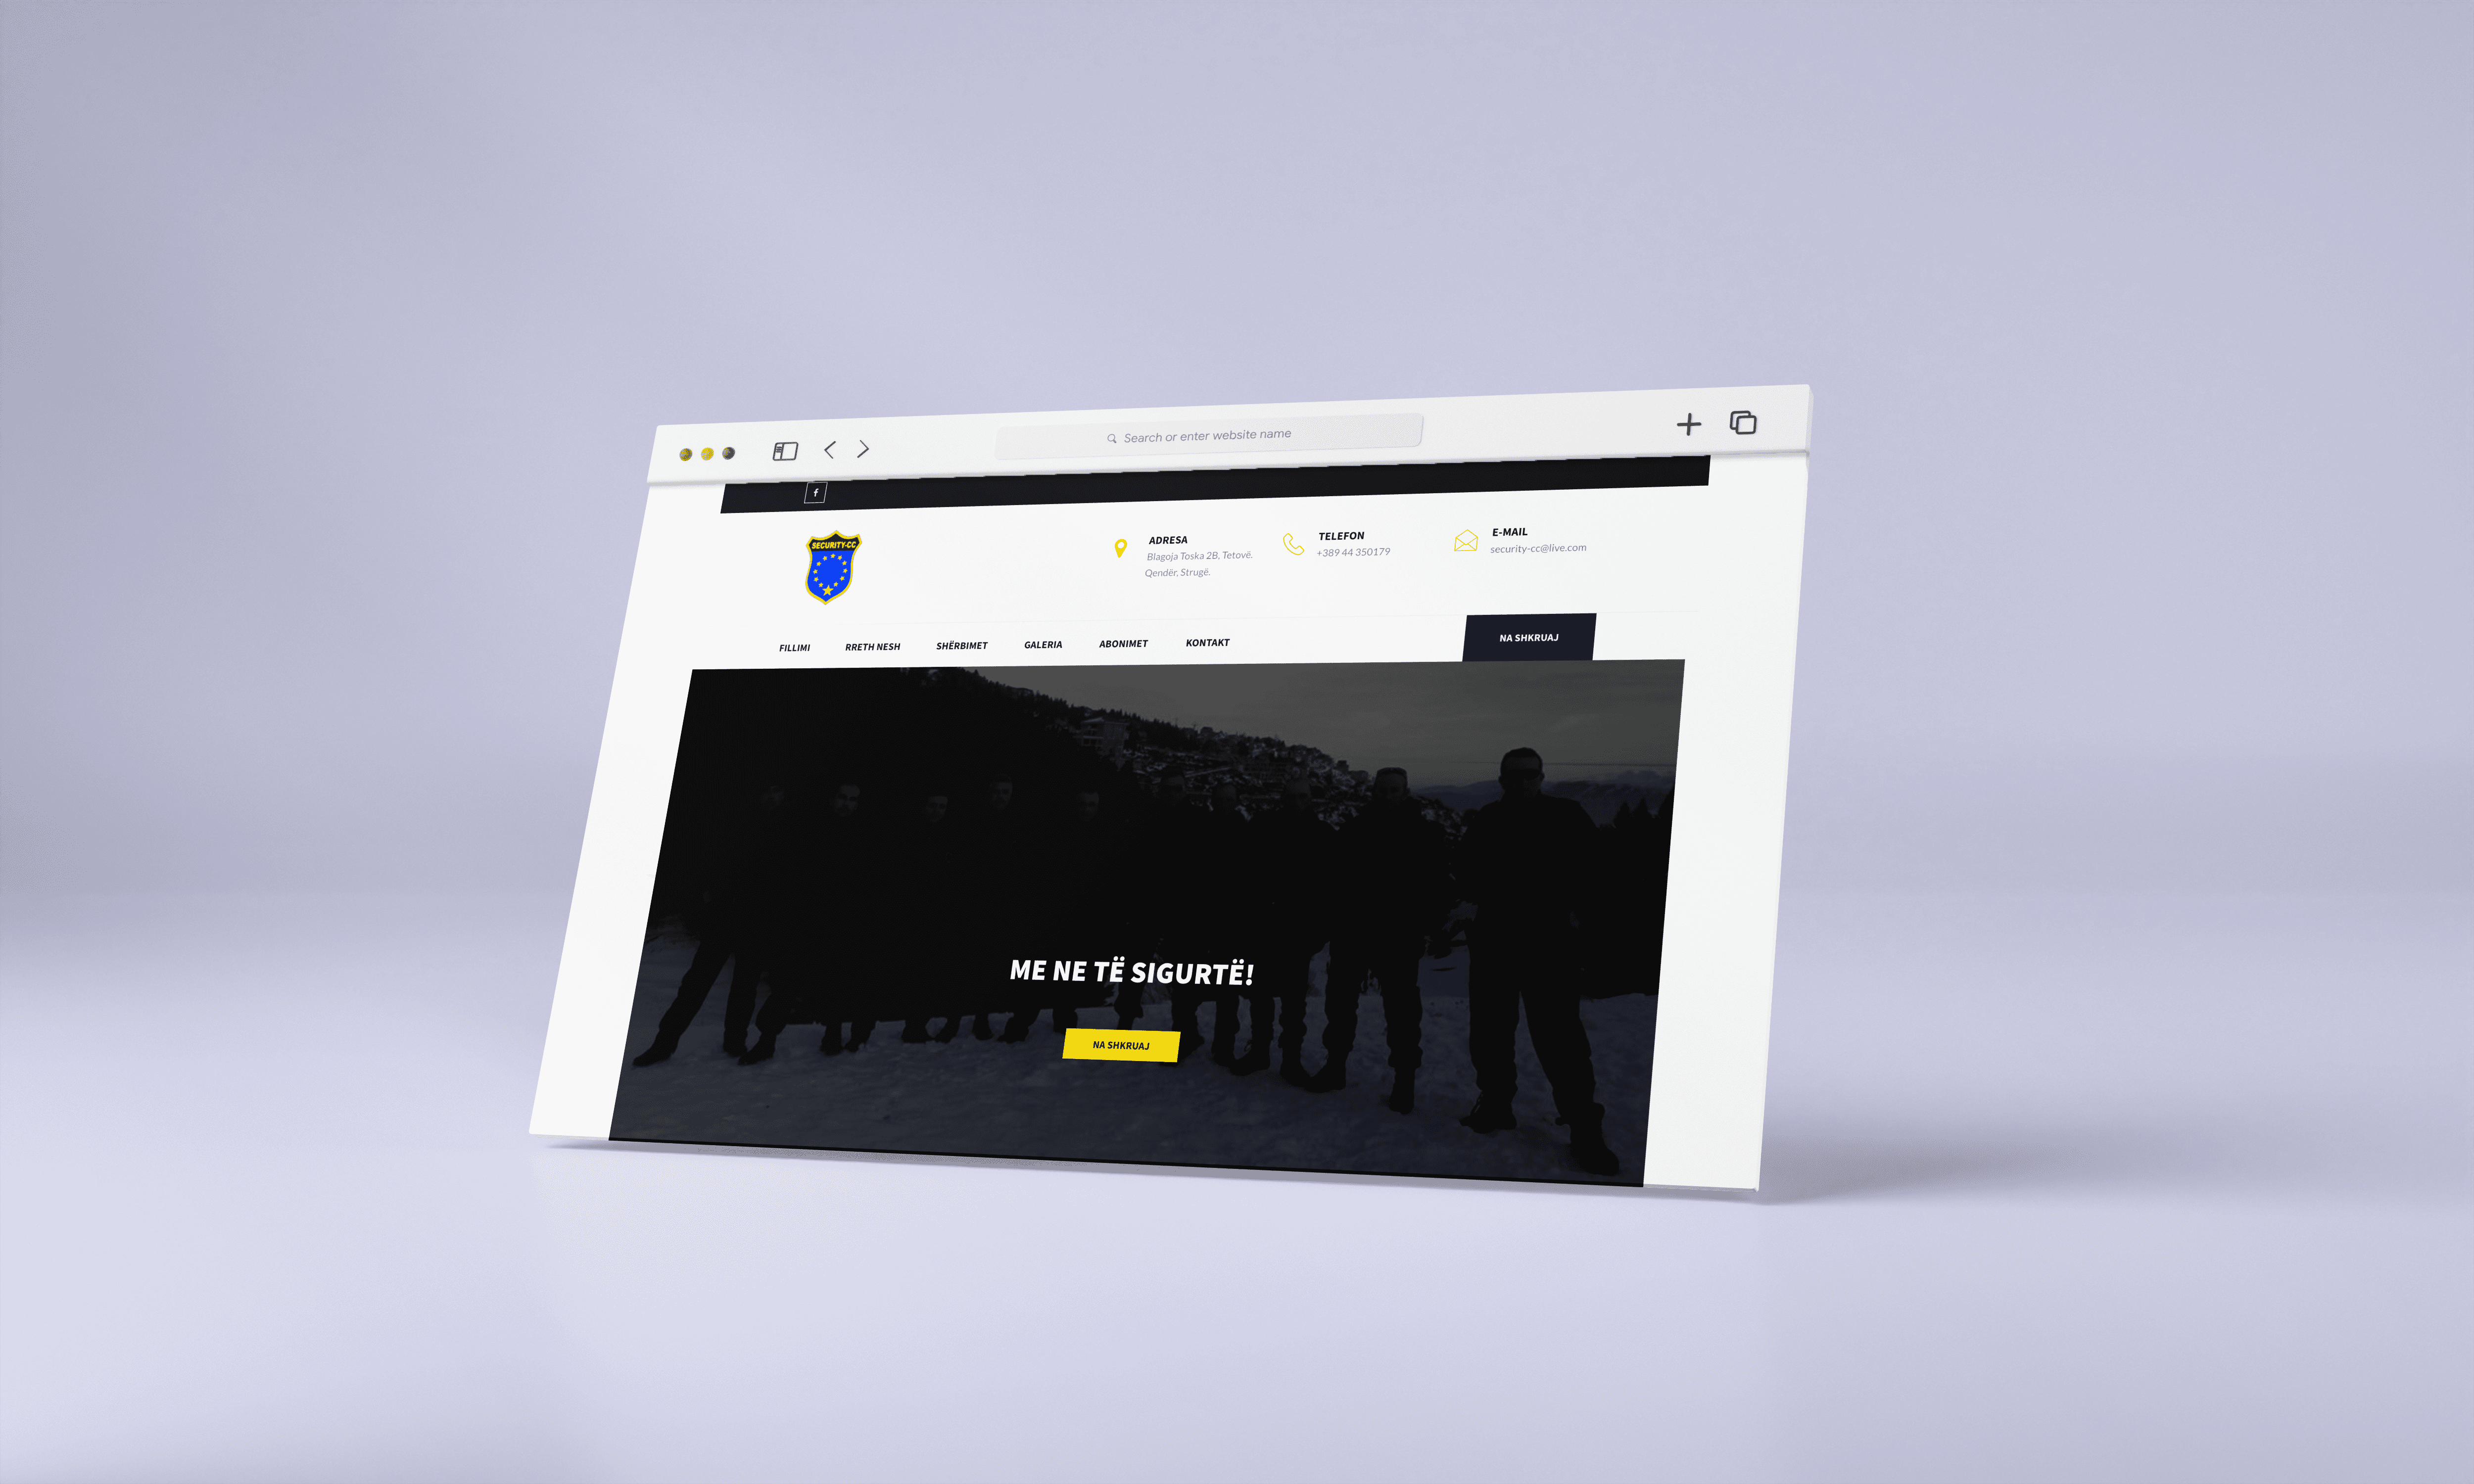 Search or enter website name
f
SECURITY-CC
ADRESA
Blagoja Toska 2B, Tetovë.
Qendër, Strugë.
TELEFON
+389 44 350179
E-MAIL
security-cc@live.com
FILLIMI
RRETH NESH
SHËRBIMET
GALERIA
ABONIMET
KONTAKT
NA SHKRUAJ
ME NE TË SIGURTË!
NA SHKRUAJ